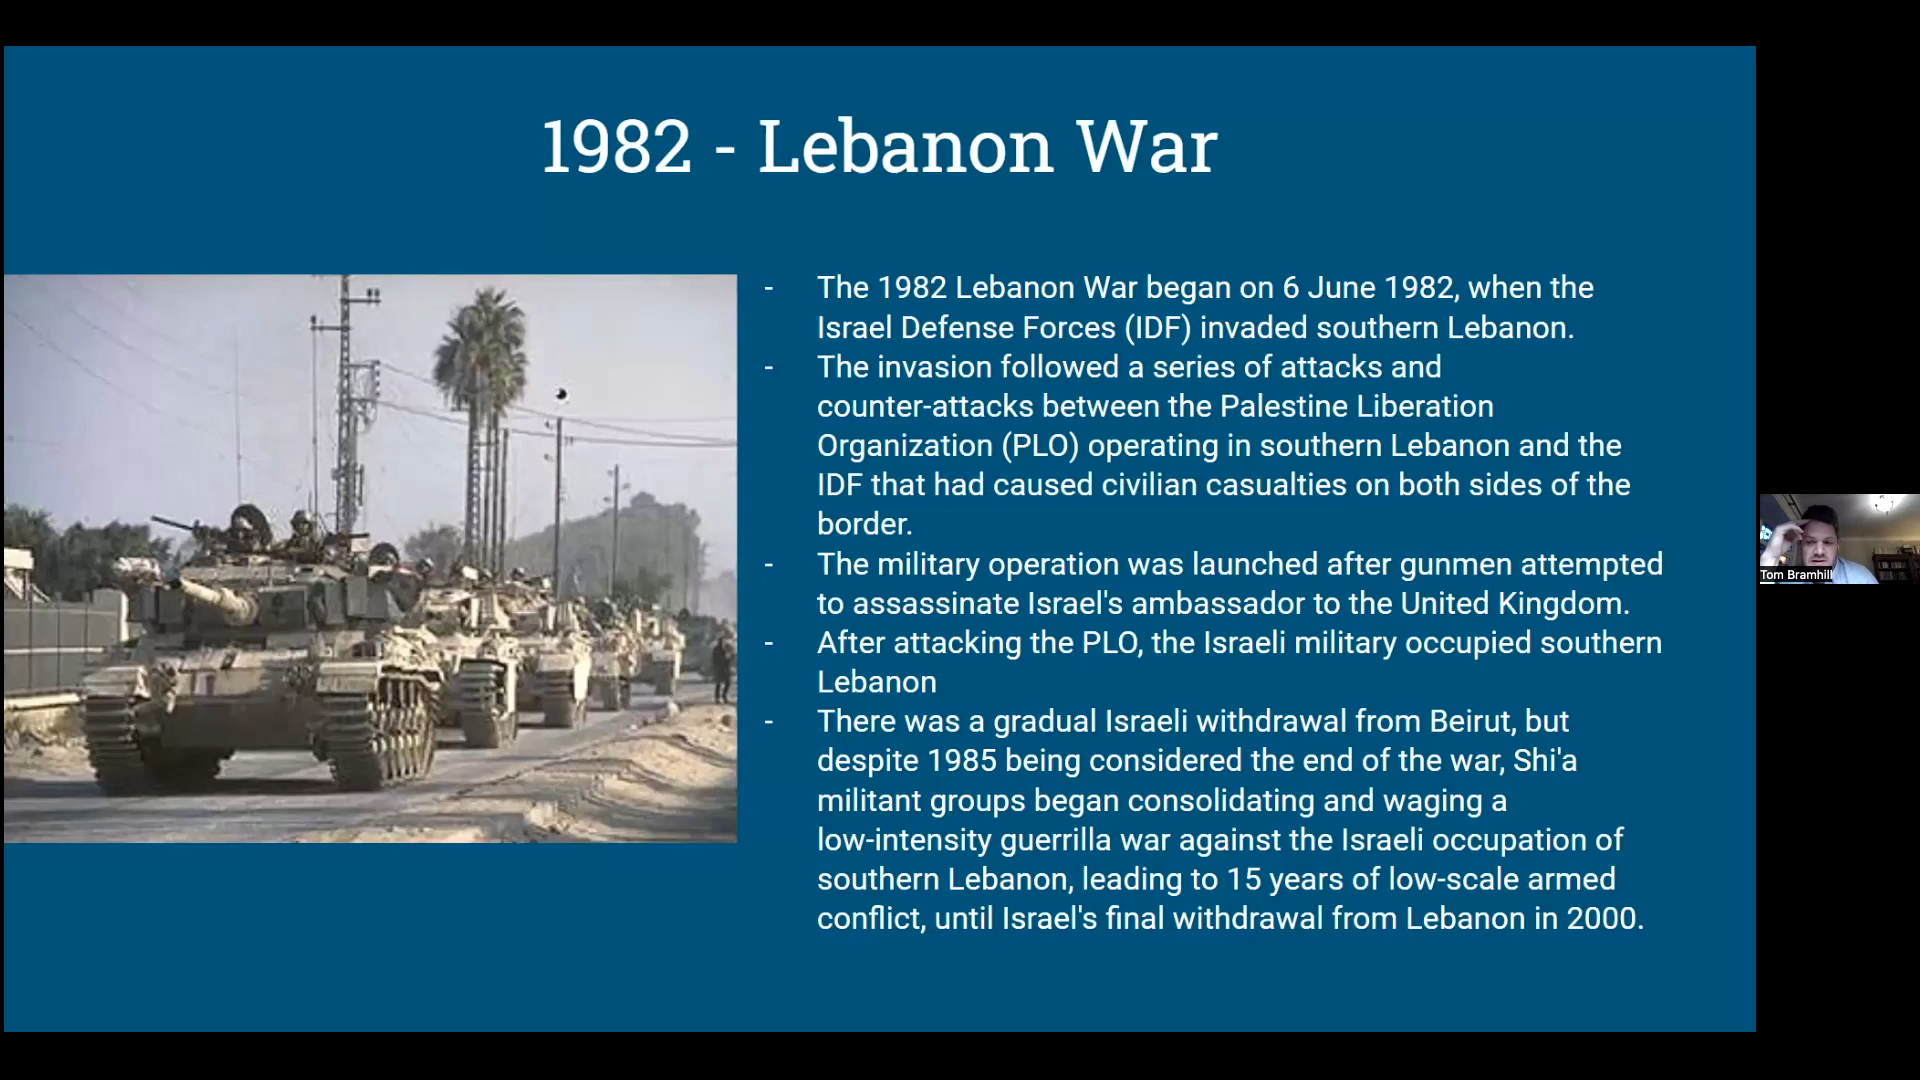 1982 - Lebanon War
- The 1982 Lebanon War began on 6 June 1982, when the
Israel Defense Forces (IDF) invaded southern Lebanon.
- The invasion followed a series of attacks and
counter-attacks between the Palestine Liberation
Organization (PLO) operating in southern Lebanon and the
IDF that had caused civilian casualties on both sides of the
border.
- The military operation was launched after gunmen attempted
to assassinate Israel's ambassador to the United Kingdom.
- After attacking the PLO, the Israeli military occupied southern
Lebanon
- There was a gradual Israeli withdrawal from Beirut, but
despite 1985 being considered the end of the war, Shi'a
militant groups began consolidating and waging a
low-intensity guerrilla war against the Israeli occupation of
southern Lebanon, leading to 15 years of low-scale armed
conflict, until Israel's final withdrawal from Lebanon in 2000.
Tom Bramhill